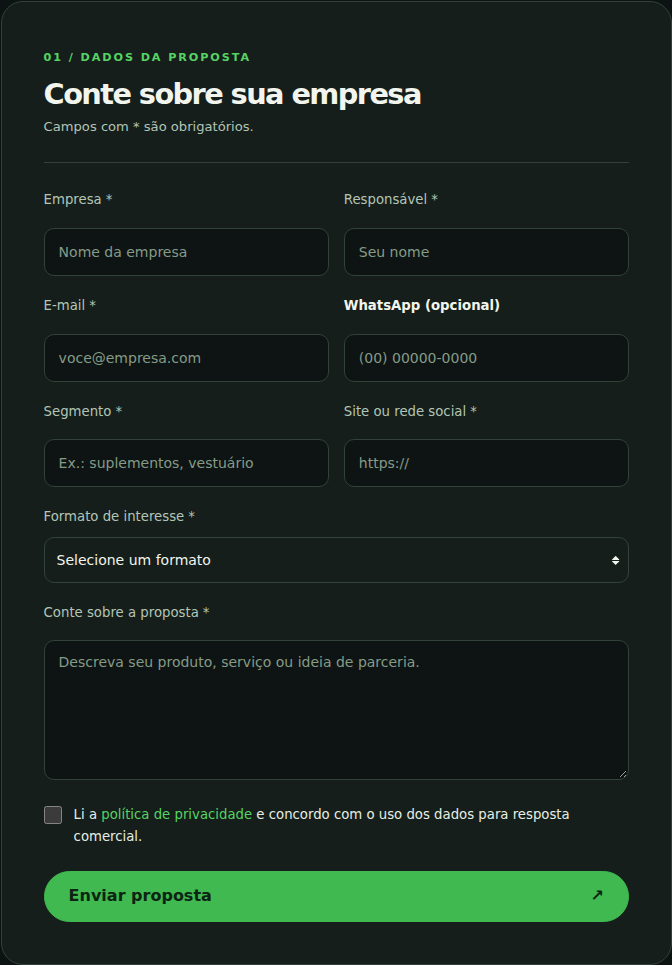 01 / DADOS DA PROPOSTA
Conte sobre sua empresa
Campos com * são obrigatórios.
Empresa *
Responsável *
Nome da empresa
Seu nome
E-mail *
WhatsApp (opcional)
voce@empresa.com
(00) 00000-0000
Segmento *
Site ou rede social *
Ex.: suplementos, vestuário
https://
Formato de interesse *
Selecione um formato
Conte sobre a proposta *
Descreva seu produto, serviço ou ideia de parceria.
Li a política de privacidade e concordo com o uso dos dados para resposta
comercial.
Enviar proposta ↗